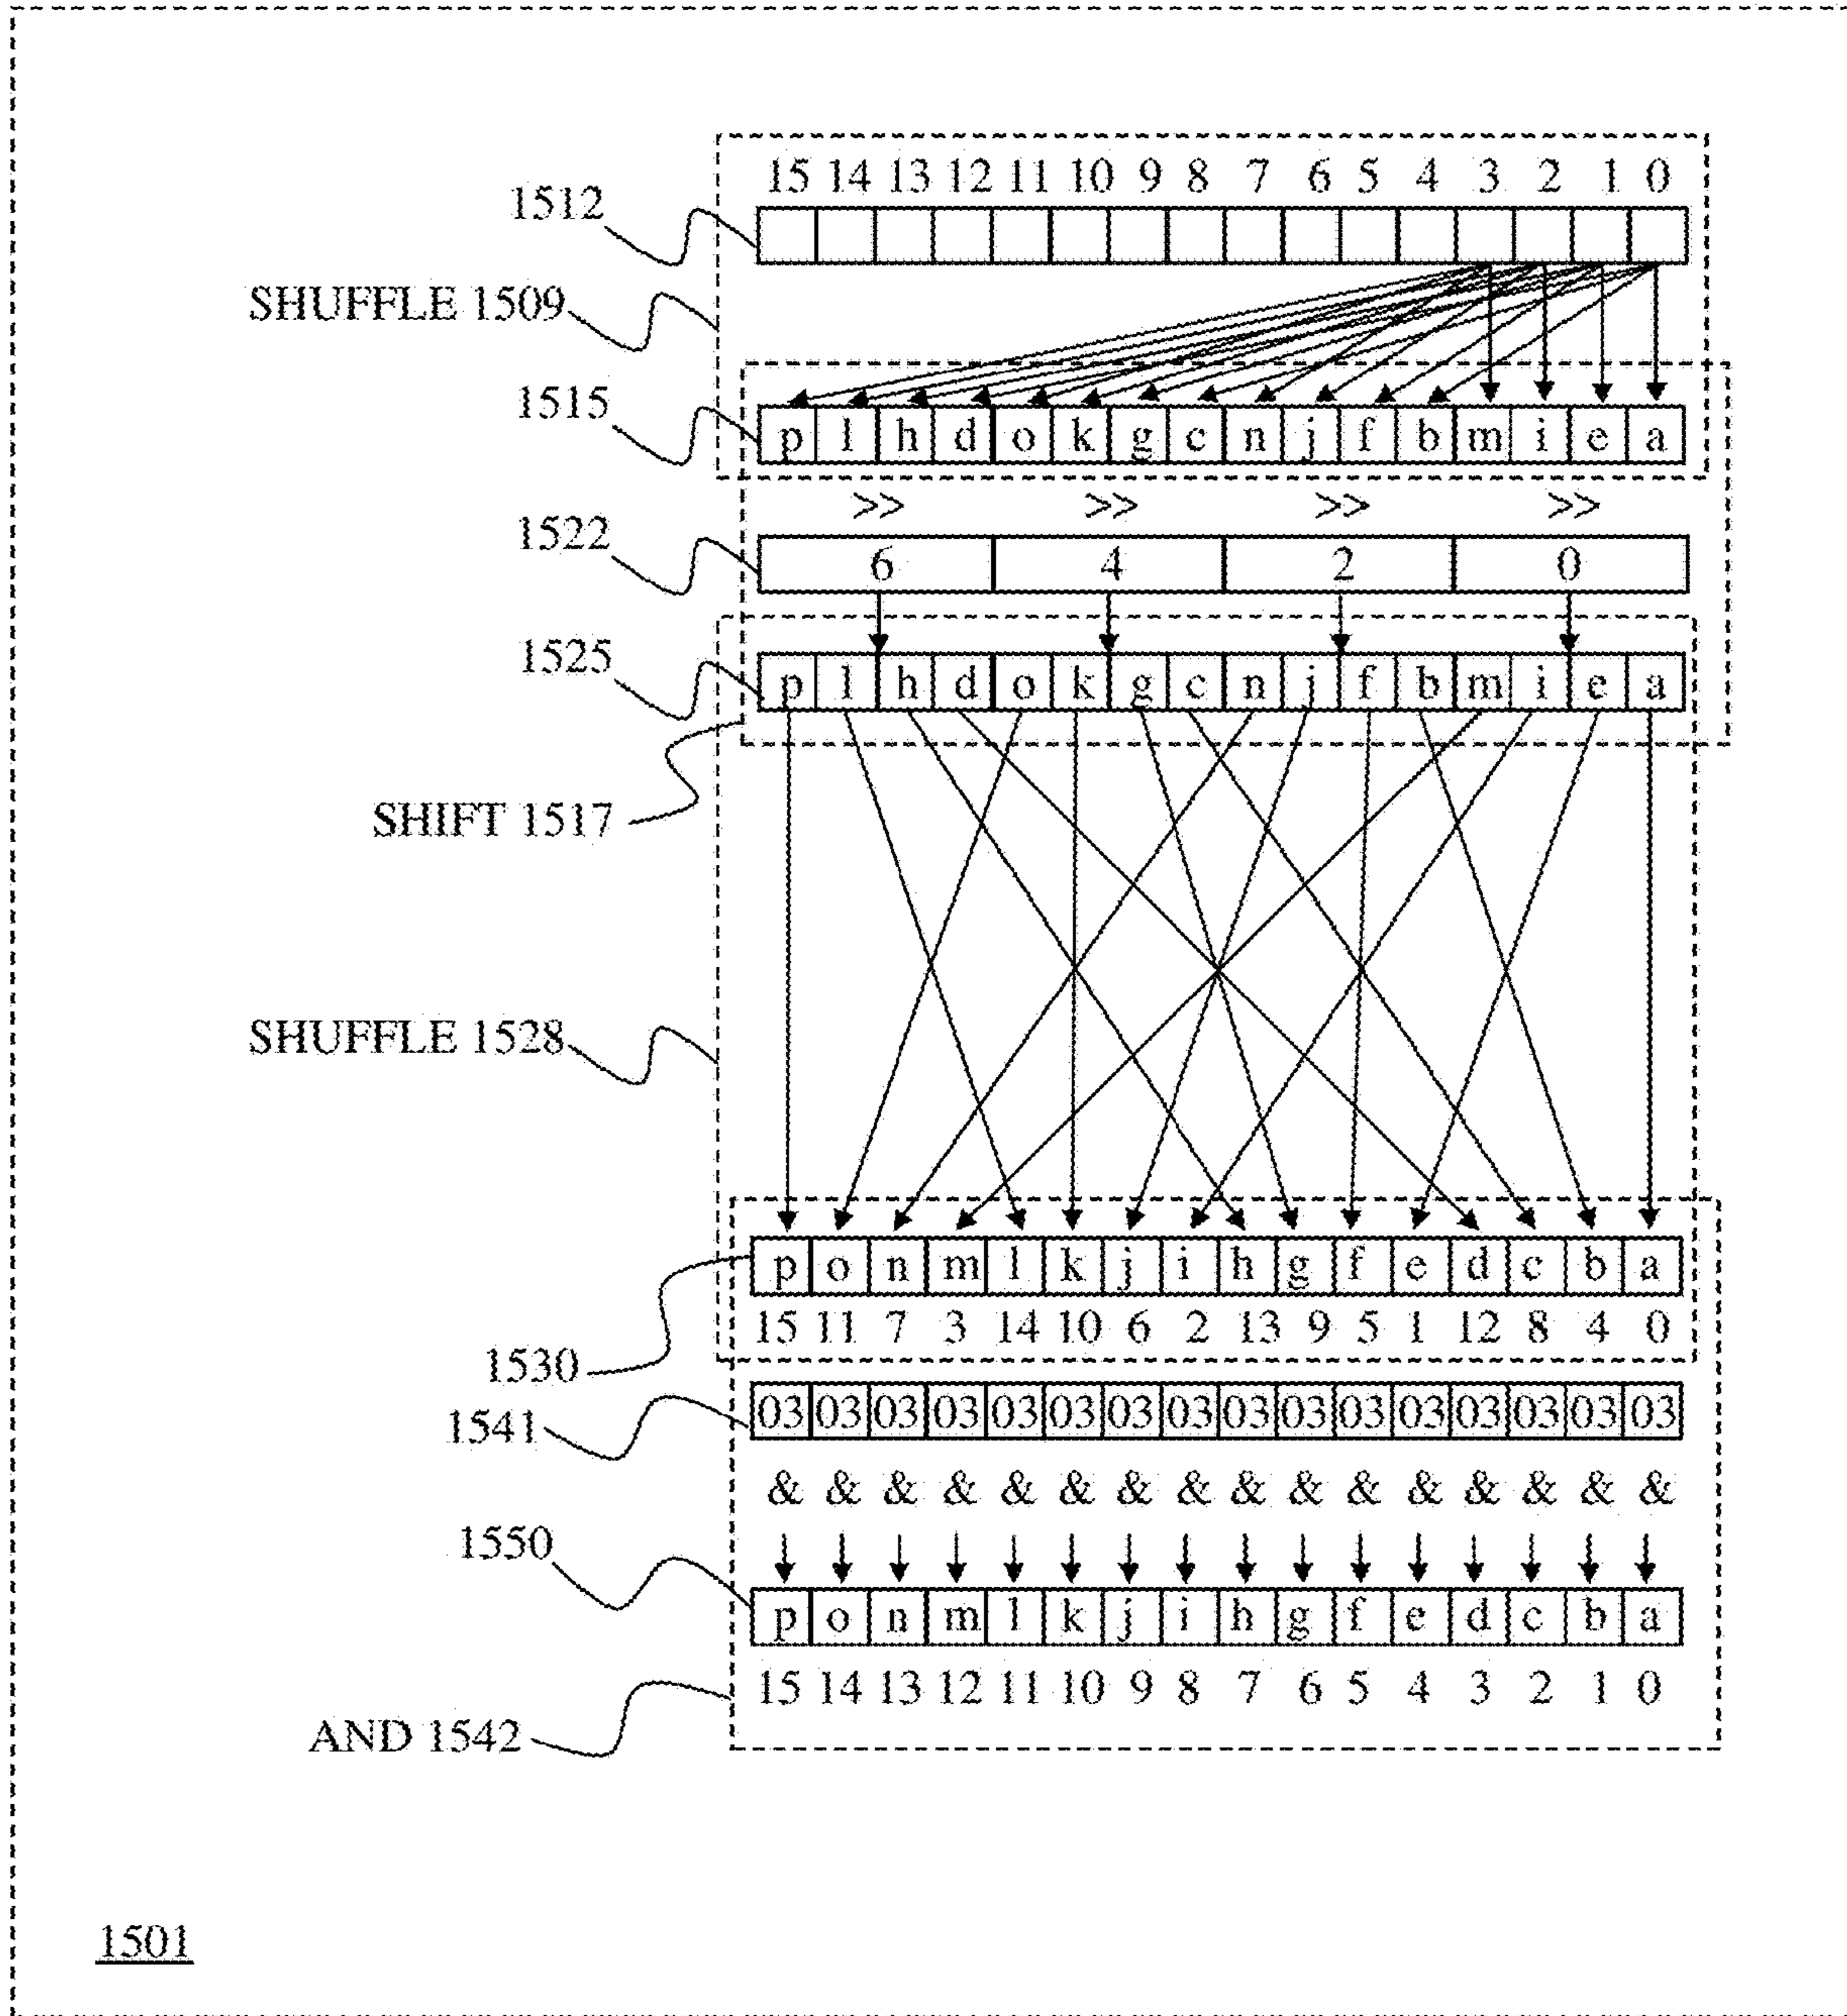 15 14 13 12 11 10 9 8 7 6 5 4 3 2 1 0
1512
SHUFFLE 1509
1515
p l h d o k g c n j f b m i e a
>> >> >> >>
1522
6 4 2 0
1525
p l h d o k g c n j f b m i e a
SHIFT 1517
SHUFFLE 1528
p o n m l k j i h g f e d c b a
15 11 7 3 14 10 6 2 13 9 5 1 12 8 4 0
1530
03 03 03 03 03 03 03 03 03 03 03 03 03 03 03 03
1541
& & & & & & & & & & & & & & & &
1550
p o n m l k j i h g f e d c b a
15 14 13 12 11 10 9 8 7 6 5 4 3 2 1 0
AND 1542
1501